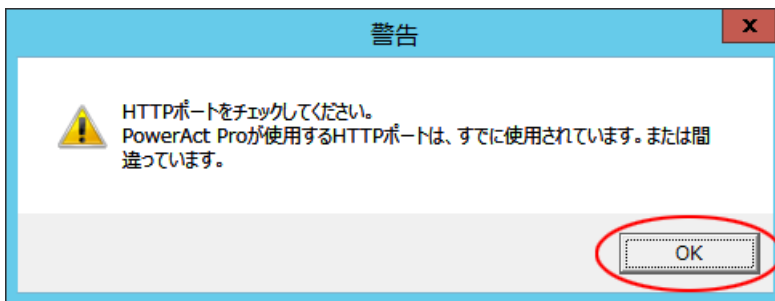 警告
x
HTTPポートをチェックしてください。
PowerAct Proが使用するHTTPポートは、すでに使用されています。または間
違っています。
OK